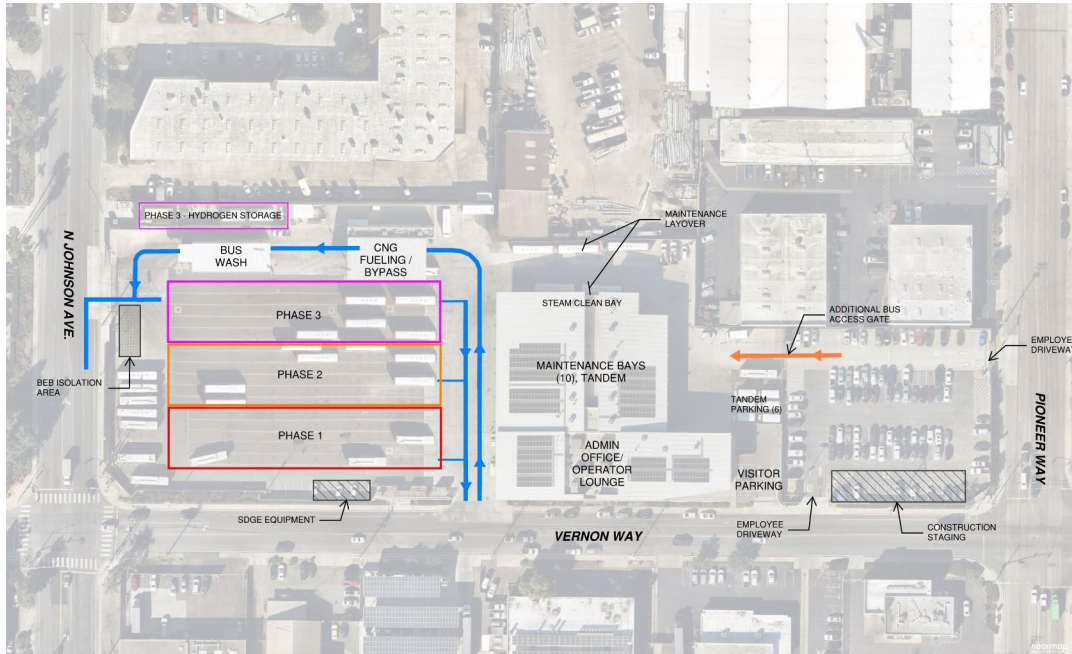 PHASE 3 - HYDROGEN STORAGE
N JOHNSON AVE.
BUS
WASH
CNG
FUELING /
BYPASS
MAINTENANCE
LAYOVER
STEAM CLEAN BAY
PHASE 3
ADDITIONAL BUS
ACCESS GATE
EMPLOYEE
DRIVEWAY
BEB ISOLATION
AREA
PHASE 2
MAINTENANCE BAYS
(10), TANDEM
TANDEM
PARKING (6)
PIONEER WAY
PHASE 1
ADMIN
OFFICE/
OPERATOR
LOUNGE
VISITOR
PARKING
SDGE EQUIPMENT
VERNON WAY
EMPLOYEE
DRIVEWAY
CONSTRUCTION
STAGING
nearmap